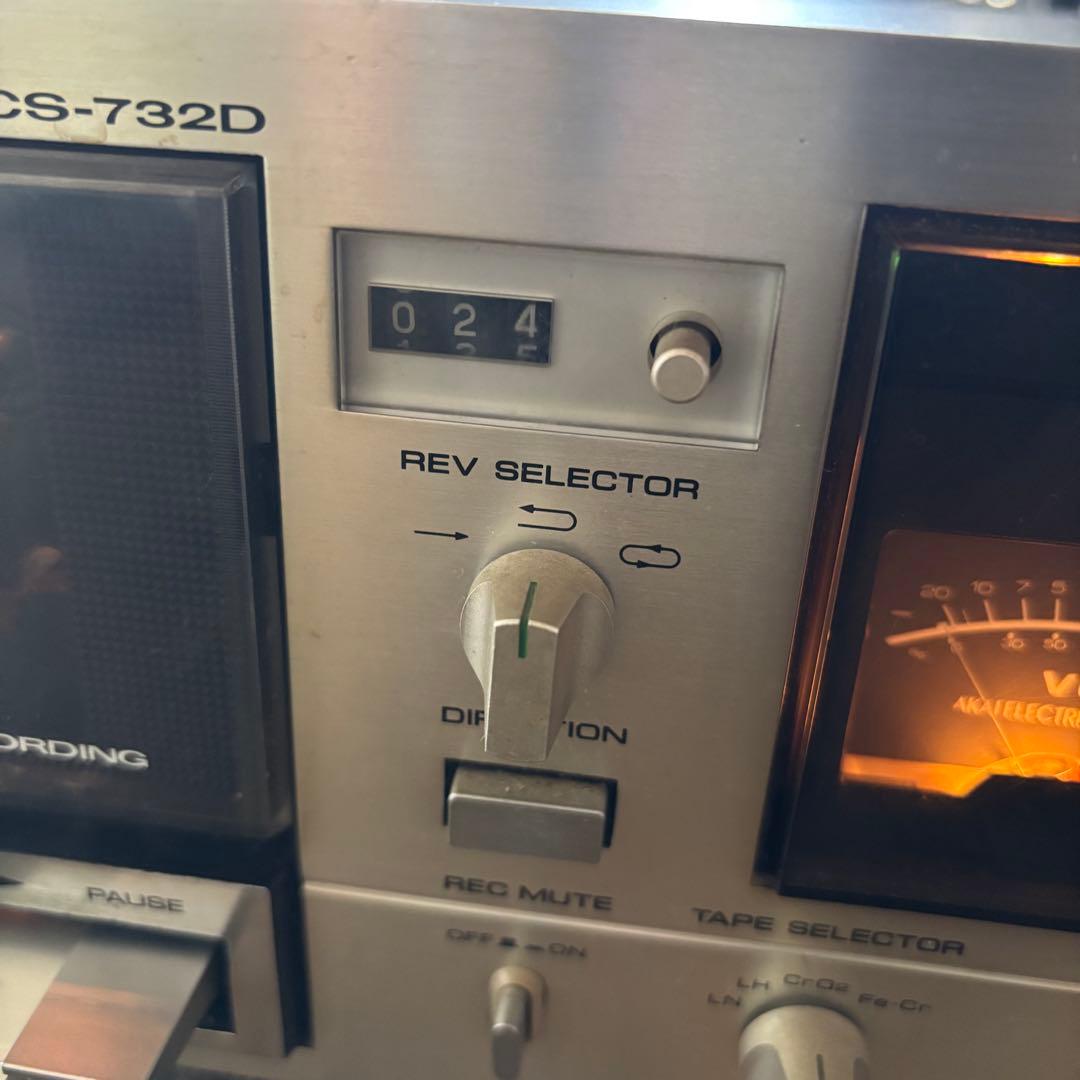 CS-732D
024
REV SELECTOR
20 10 7 5
DIRECTION
AKAI ELECTRI
ORDING
PAUSE
REC MUTE
OFF ON
TAPE SELECTOR
LN LH CrO2 Fe-Cr